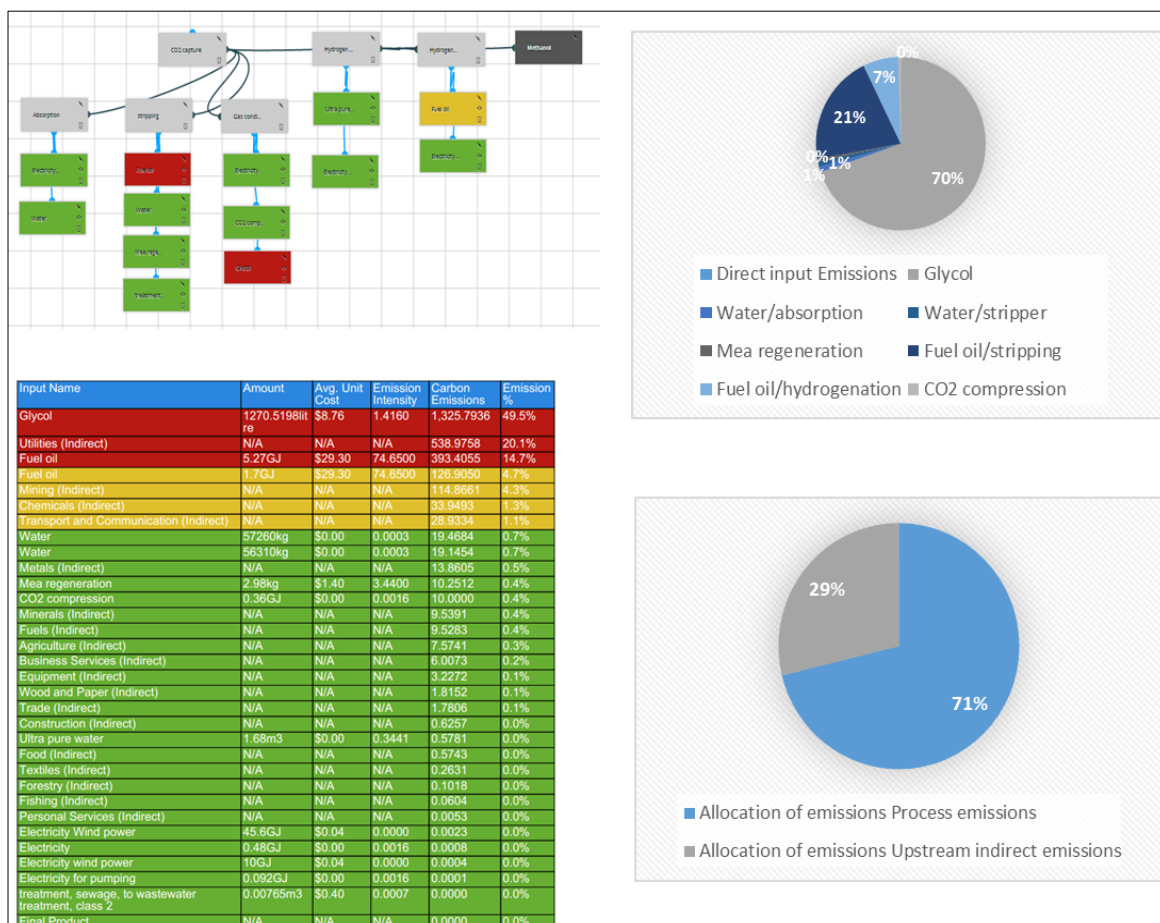 CO2 capture
Hydrogen...
Hydrogen...
Methanol
Absorption
stripping
Gas condi...
Ultra pure...
Fuel oil
Electricity...
Electricity
Electricity...
Electricity...
Water
Water
CO2 comp...
Mea rege...
Glycol
treatment...
0%
7%
21%
0%
1%
1%
70%
Direct input Emissions
Glycol
Water/absorption
Water/stripper
Mea regeneration
Fuel oil/stripping
Fuel oil/hydrogenation
CO2 compression
Input Name Amount Avg. Unit Cost Emission Intensity Carbon Emissions Emission %
Glycol 1270.5198litre $8.76 1.4160 1,325.7936 49.5%
Utilities (Indirect) N/A N/A N/A 538.9758 20.1%
Fuel oil 5.27GJ $29.30 74.6500 393.4055 14.7%
Fuel oil 1.7GJ $29.30 74.6500 126.9050 4.7%
Mining (Indirect) N/A N/A N/A 114.8661 4.3%
Chemicals (Indirect) N/A N/A N/A 33.9493 1.3%
Transport and Communication (Indirect) N/A N/A N/A 28.9334 1.1%
Water 57260kg $0.00 0.0003 19.4684 0.7%
Water 56310kg $0.00 0.0003 19.1454 0.7%
Metals (Indirect) N/A N/A N/A 13.8605 0.5%
Mea regeneration 2.98kg $1.40 3.4400 10.2512 0.4%
CO2 compression 0.36GJ $0.00 0.0016 10.0000 0.4%
Minerals (Indirect) N/A N/A N/A 9.5391 0.4%
Fuels (Indirect) N/A N/A N/A 9.5283 0.4%
Agriculture (Indirect) N/A N/A N/A 7.5741 0.3%
Business Services (Indirect) N/A N/A N/A 6.0073 0.2%
Equipment (Indirect) N/A N/A N/A 3.2272 0.1%
Wood and Paper (Indirect) N/A N/A N/A 1.8152 0.1%
Trade (Indirect) N/A N/A N/A 1.7806 0.1%
Construction (Indirect) N/A N/A N/A 0.6257 0.0%
Ultra pure water 1.68m3 $0.00 0.3441 0.5781 0.0%
Food (Indirect) N/A N/A N/A 0.5743 0.0%
Textiles (Indirect) N/A N/A N/A 0.2631 0.0%
Forestry (Indirect) N/A N/A N/A 0.1018 0.0%
Fishing (Indirect) N/A N/A N/A 0.0604 0.0%
Personal Services (Indirect) N/A N/A N/A 0.0053 0.0%
Electricity Wind power 45.6GJ $0.04 0.0000 0.0023 0.0%
Electricity 0.48GJ $0.00 0.0016 0.0008 0.0%
Electricity wind power 10GJ $0.04 0.0000 0.0004 0.0%
Electricity for pumping 0.092GJ $0.00 0.0016 0.0001 0.0%
treatment, sewage, to wastewater treatment, class 2 0.00765m3 $0.40 0.0007 0.0000 0.0%
Final Product N/A N/A N/A 0.0000 0.0%
29%
71%
Allocation of emissions Process emissions
Allocation of emissions Upstream indirect emissions